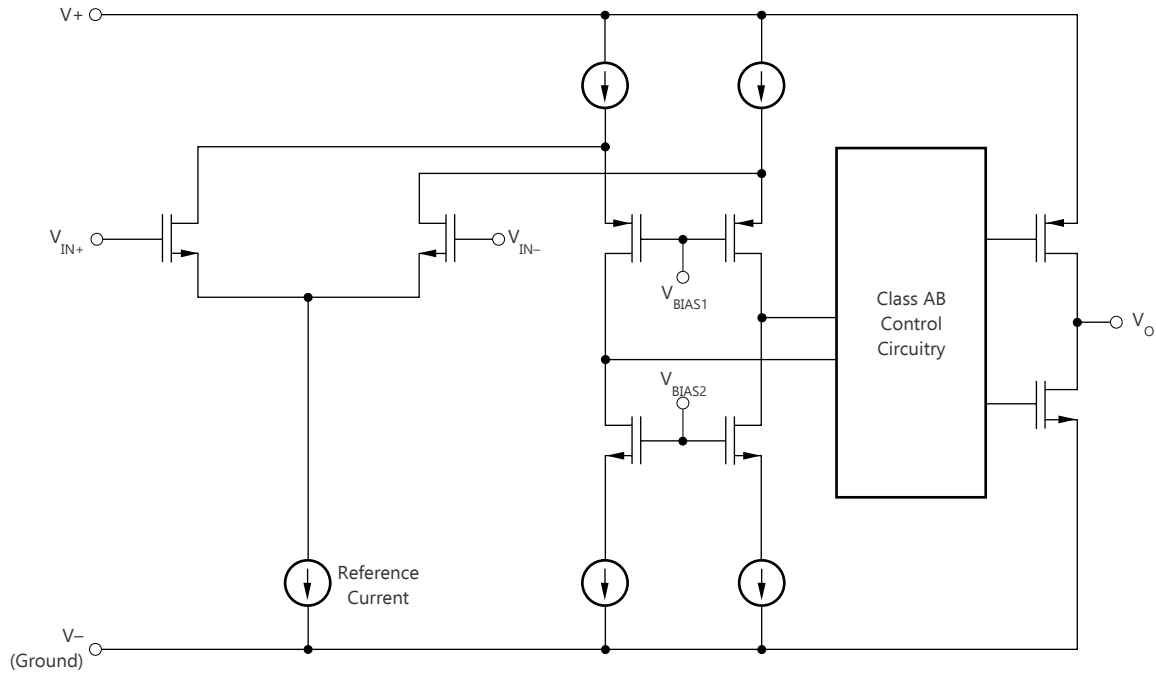 V+
V IN+
V IN–
V BIAS1
Class AB
Control
Circuitry
V O
V BIAS2
Reference
Current
V–
(Ground)